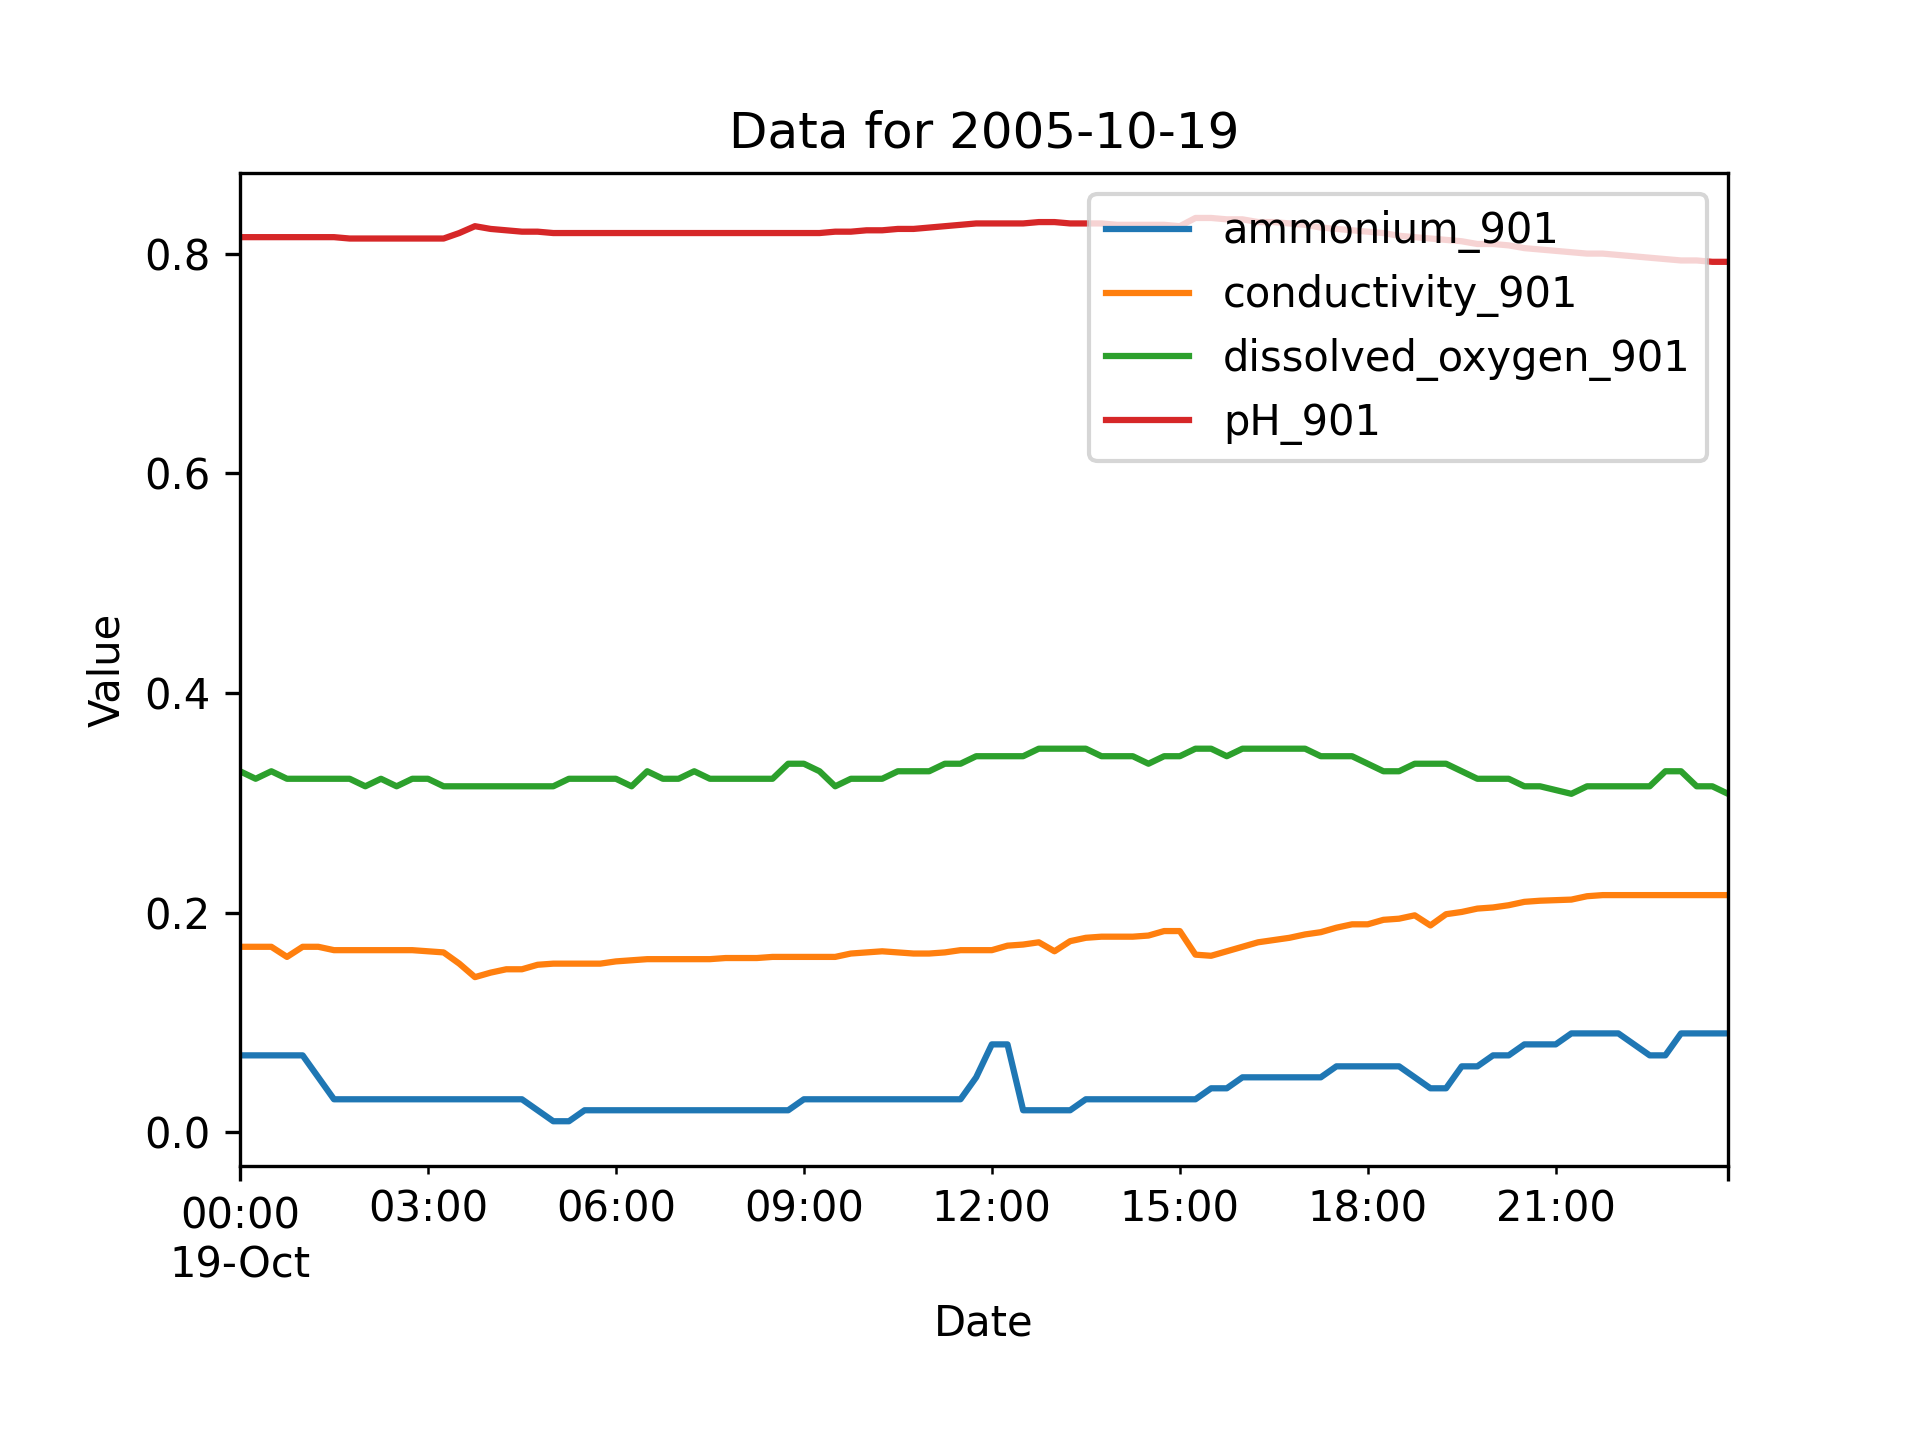 Data for 2005-10-19
ammonium_901
conductivity_901
dissolved_oxygen_901
pH_901
Value
0.8
0.6
0.4
0.2
0.0
00:00 03:00 06:00 09:00 12:00 15:00 18:00 21:00
19-Oct
Date